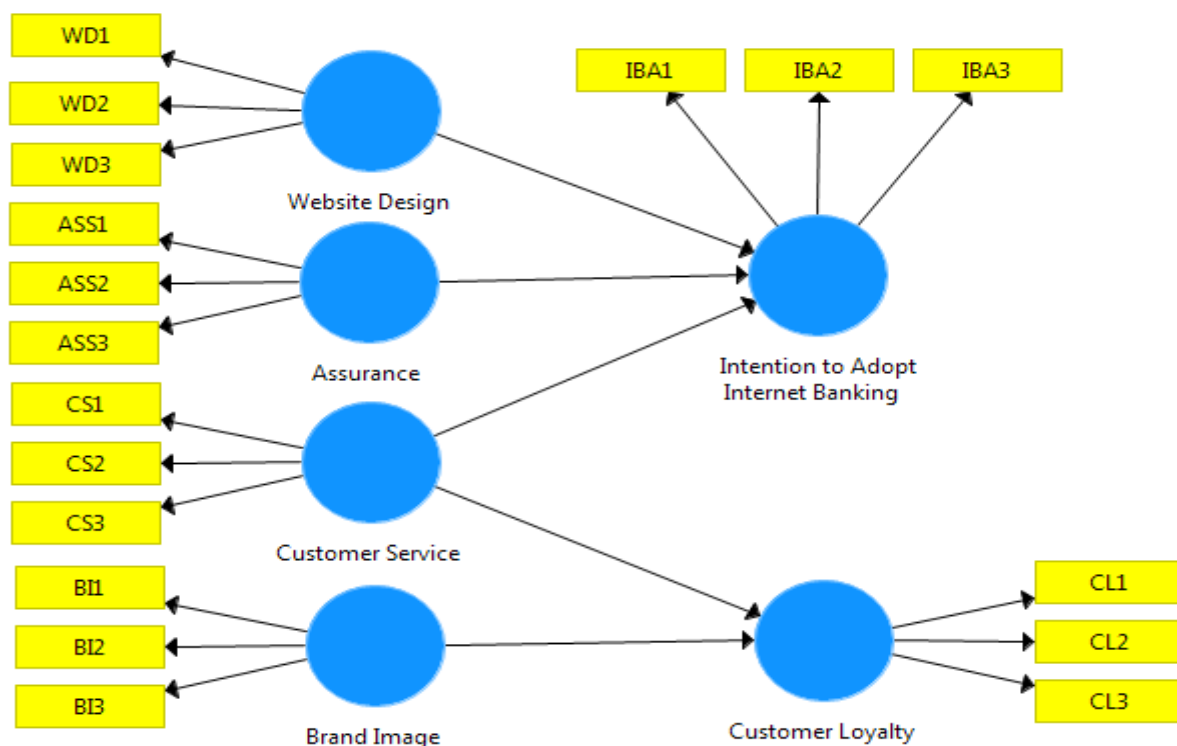 WD1
WD2
WD3
Website Design
ASS1
ASS2
ASS3
Assurance
CS1
CS2
CS3
Customer Service
BI1
BI2
BI3
Brand Image
IBA1
IBA2
IBA3
Intention to Adopt
Internet Banking
CL1
CL2
CL3
Customer Loyalty